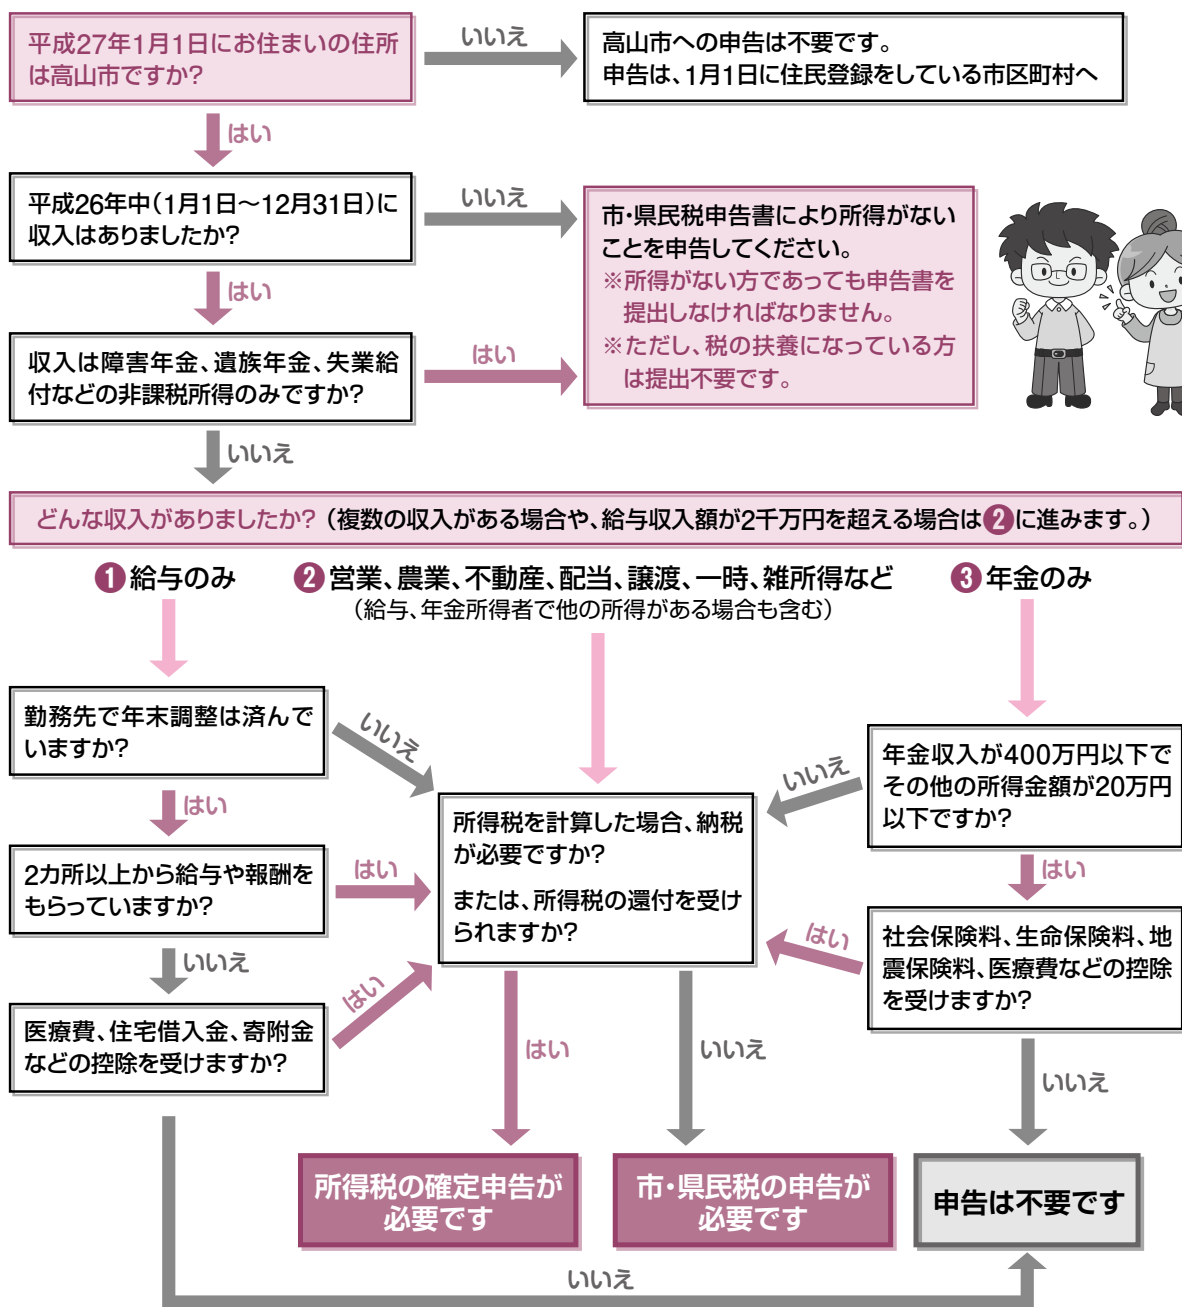 平成27年1月1日にお住まいの住所
は高山市ですか?
いいえ
高山市への申告は不要です。
申告は、1月1日に住民登録をしている市区町村へ
はい
平成26年中(1月1日〜12月31日)に
収入はありましたか?
いいえ
市・県民税申告書により所得がない
ことを申告してください。
※所得がない方であっても申告書を
提出しなければなりません。
※ただし、税の扶養になっている方
は提出不要です。
はい
収入は障害年金、遺族年金、失業給
付などの非課税所得のみですか?
はい
いいえ
どんな収入がありましたか?(複数の収入がある場合や、給与収入額が2千万円を超える場合は❷に進みます。)
❶給与のみ
❷営業、農業、不動産、配当、譲渡、一時、雑所得など
(給与、年金所得者で他の所得がある場合も含む)
❸年金のみ
勤務先で年末調整は済んで
いますか?
いいえ
はい
2カ所以上から給与や報酬を
もらっていますか?
はい
いいえ
医療費、住宅借入金、寄附金
などの控除を受けますか?
はい
所得税を計算した場合、納税
が必要ですか?
または、所得税の還付を受け
られますか?
年金収入が400万円以下で
その他の所得金額が20万円
以下ですか?
いいえ
はい
社会保険料、生命保険料、地
震保険料、医療費などの控除
を受けますか?
はい
はい
いいえ
いいえ
所得税の確定申告が
必要です
市・県民税の申告が
必要です
申告は不要です
いいえ